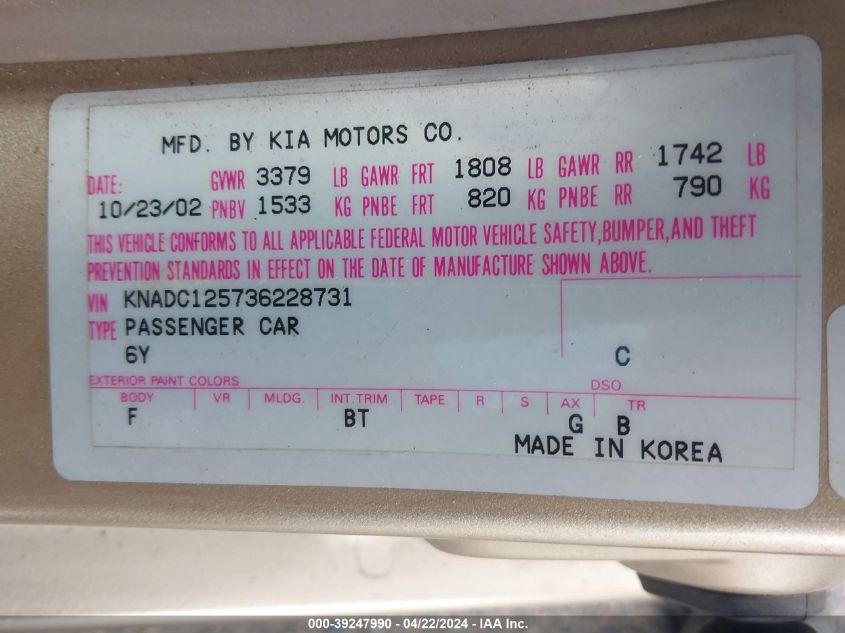 MFD. BY KIA MOTORS CO.
DATE: GVWR 3379 LB GAWR FRT 1808 LB GAWR RR 1742 LB
10/23/02 PNBV 1533 KG PNBE FRT 820 KG PNBE RR 790 KG
THIS VEHICLE CONFORMS TO ALL APPLICABLE FEDERAL MOTOR VEHICLE SAFETY,BUMPER,AND THEFT
PREVENTION STANDARDS IN EFFECT ON THE DATE OF MANUFACTURE SHOWN ABOVE.
VIN KNADC125736228731
TYPE PASSENGER CAR
6Y C
EXTERIOR PAINT COLORS DSO
BODY VR MLDG. INT.TRIM TAPE R S AX TR
F BT G B
MADE IN KOREA
000-39247990 - 04/22/2024 - IAA Inc.